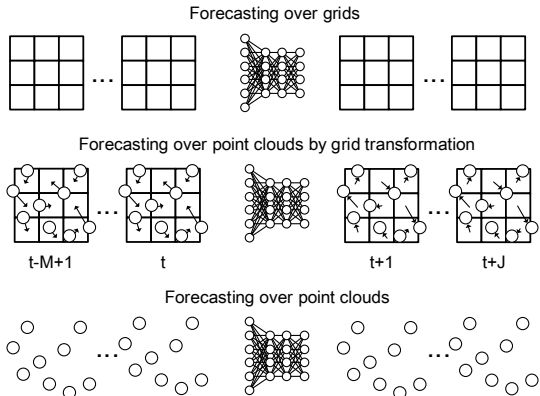 Forecasting over grids
...
...
Forecasting over point clouds by grid transformation
...
...
t-M+1 t t+1 t+J
Forecasting over point clouds
...
...